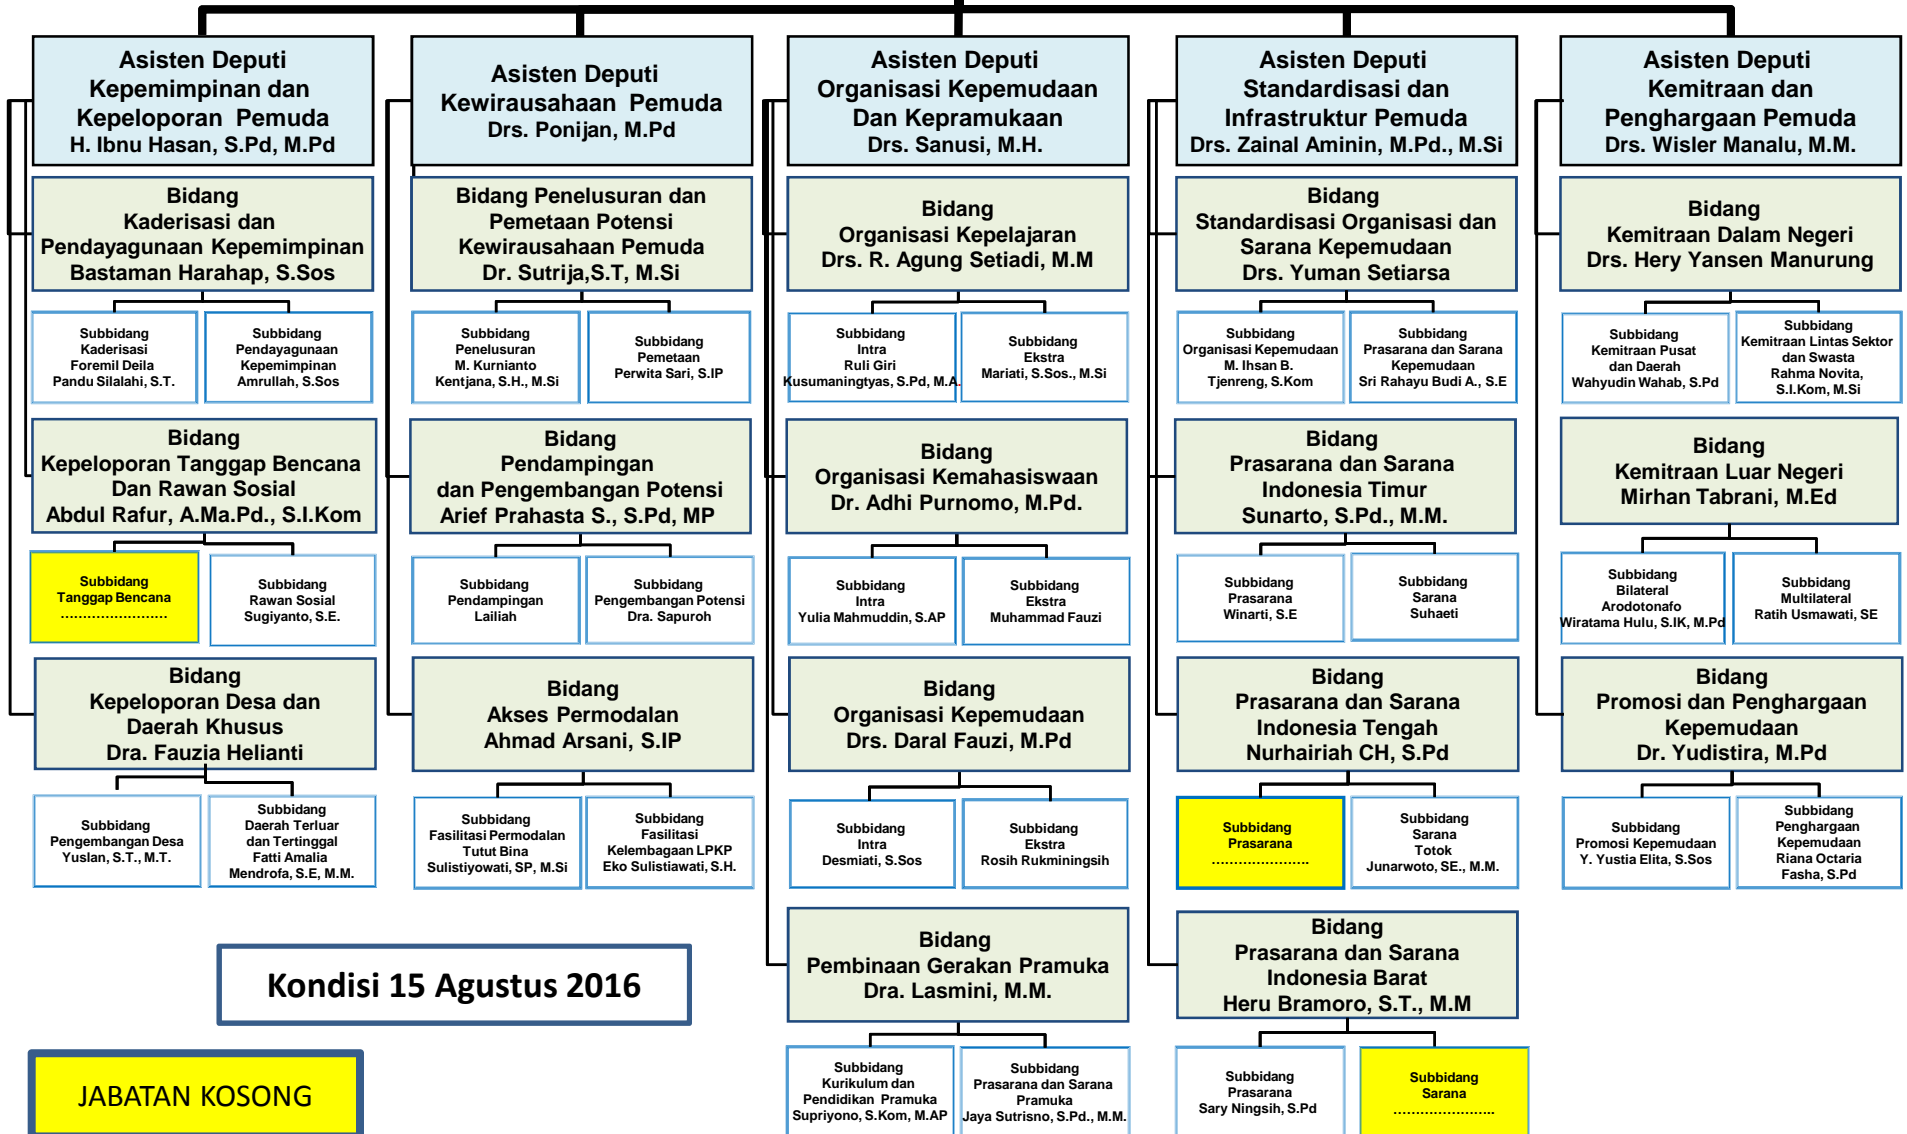 Asisten Deputi
Kepemimpinan dan
Kepeloporan Pemuda
H. Ibnu Hasan, S.Pd, M.Pd
Asisten Deputi
Kewirausahaan Pemuda
Drs. Ponijan, M.Pd
Asisten Deputi
Organisasi Kepemudaan
Dan Kepramukaan
Drs. Sanusi, M.H.
Asisten Deputi
Standardisasi dan
Infrastruktur Pemuda
Drs. Zainal Aminin, M.Pd., M.Si
Asisten Deputi
Kemitraan dan
Penghargaan Pemuda
Drs. Wisler Manalu, M.M.
Bidang
Kaderisasi dan
Pendayagunaan Kepemimpinan
Bastaman Harahap, S.Sos
Bidang Penelusuran dan
Pemetaan Potensi
Kewirausahaan Pemuda
Dr. Sutrija,S.T, M.Si
Bidang
Organisasi Kepelajaran
Drs. R. Agung Setiadi, M.M
Bidang
Standardisasi Organisasi dan
Sarana Kepemudaan
Drs. Yuman Setiarsa
Bidang
Kemitraan Dalam Negeri
Drs. Hery Yansen Manurung
Subbidang
Kaderisasi
Foremil Deila
Pandu Silalahi, S.T.
Subbidang
Pendayagunaan
Kepemimpinan
Amrullah, S.Sos
Subbidang
Penelusuran
M. Kurnianto
Kentjana, S.H., M.Si
Subbidang
Pemetaan
Perwita Sari, S.IP
Subbidang
Intra
Ruli Giri
Kusumaningtyas, S.Pd, M.A.
Subbidang
Ekstra
Mariati, S.Sos., M.Si
Subbidang
Organisasi Kepemudaan
M. Ihsan B.
Tjenreng, S.Kom
Subbidang
Prasarana dan Sarana
Kepemudaan
Sri Rahayu Budi A., S.E
Subbidang
Kemitraan Pusat
dan Daerah
Wahyudin Wahab, S.Pd
Subbidang
Kemitraan Lintas Sektor
dan Swasta
Rahma Novita,
S.I.Kom, M.Si
Bidang
Kepeloporan Tanggap Bencana
Dan Rawan Sosial
Abdul Rafur, A.Ma.Pd., S.I.Kom
Bidang
Pendampingan
dan Pengembangan Potensi
Arief Prahasta S., S.Pd, MP
Bidang
Organisasi Kemahasiswaan
Dr. Adhi Purnomo, M.Pd.
Bidang
Prasarana dan Sarana
Indonesia Timur
Sunarto, S.Pd., M.M.
Bidang
Kemitraan Luar Negeri
Mirhan Tabrani, M.Ed
Subbidang
Tanggap Bencana
……………………
Subbidang
Rawan Sosial
Sugiyanto, S.E.
Subbidang
Pendampingan
Lailiah
Subbidang
Pengembangan Potensi
Dra. Sapuroh
Subbidang
Intra
Yulia Mahmuddin, S.AP
Subbidang
Ekstra
Muhammad Fauzi
Subbidang
Prasarana
Winarti, S.E
Subbidang
Sarana
Suhaeti
Subbidang
Bilateral
Arodotonafo
Wiratama Hulu, S.IK, M.Pd
Subbidang
Multilateral
Ratih Usmawati, SE
Bidang
Kepeloporan Desa dan
Daerah Khusus
Dra. Fauzia Helianti
Bidang
Akses Permodalan
Ahmad Arsani, S.IP
Bidang
Organisasi Kepemudaan
Drs. Daral Fauzi, M.Pd
Bidang
Prasarana dan Sarana
Indonesia Tengah
Nurhairiah CH, S.Pd
Bidang
Promosi dan Penghargaan
Kepemudaan
Dr. Yudistira, M.Pd
Subbidang
Pengembangan Desa
Yuslan, S.T., M.T.
Subbidang
Daerah Terluar
dan Tertinggal
Fatti Amalia
Mendrofa, S.E, M.M.
Subbidang
Fasilitasi Permodalan
Tutut Bina
Sulistiyowati, SP, M.Si
Subbidang
Fasilitasi
Kelembagaan LPKP
Eko Sulistiawati, S.H.
Subbidang
Intra
Desmiati, S.Sos
Subbidang
Ekstra
Rosih Rukminingsih
Subbidang
Prasarana
………………….
Subbidang
Sarana
Totok
Junarwoto, SE., M.M.
Subbidang
Promosi Kepemudaan
Y. Yustia Elita, S.Sos
Subbidang
Penghargaan
Kepemudaan
Riana Octaria
Fasha, S.Pd
Bidang
Pembinaan Gerakan Pramuka
Dra. Lasmini, M.M.
Bidang
Prasarana dan Sarana
Indonesia Barat
Heru Bramoro, S.T., M.M
Kondisi 15 Agustus 2016
Subbidang
Kurikulum dan
Pendidikan Pramuka
Supriyono, S.Kom, M.AP
Subbidang
Prasarana dan Sarana
Pramuka
Jaya Sutrisno, S.Pd., M.M.
Subbidang
Prasarana
Sary Ningsih, S.Pd
Subbidang
Sarana
…………………..
JABATAN KOSONG